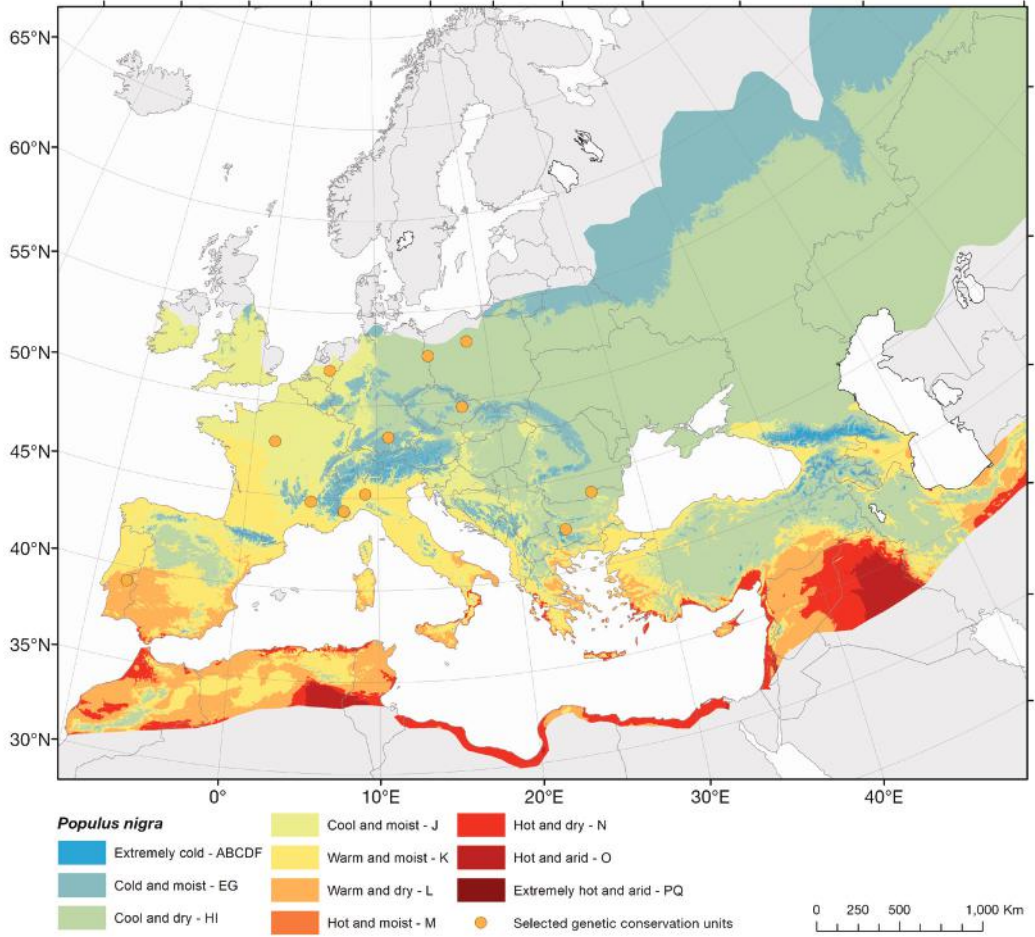 65°N
60°N
55°N
50°N
45°N
40°N
35°N
30°N
0°
10°E
20°E
30°E
40°E
Populus nigra
Extremely cold - ABCDF
Cold and moist - EG
Cool and dry - HI
Cool and moist - J
Warm and moist - K
Warm and dry - L
Hot and moist - M
Hot and dry - N
Hot and arid - O
Extremely hot and arid - PQ
Selected genetic conservation units
0 250 500 1,000 Km